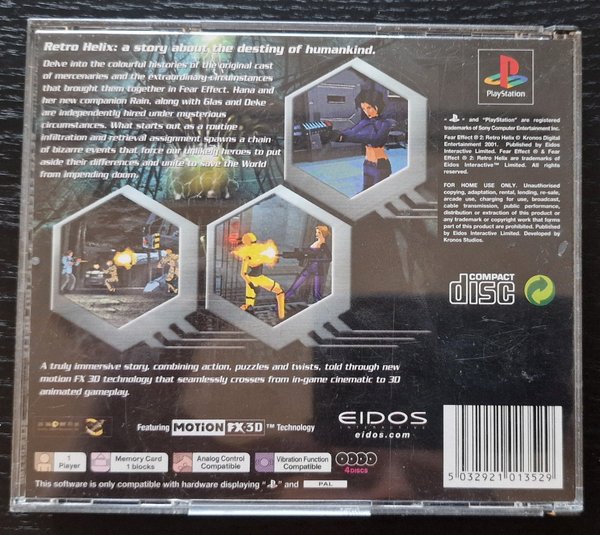 Retro Helix: a story about the destiny of humankind.
Delve into the colourful histories of the original cast
of mercenaries and the extraordinary circumstances
that brought them together in Fear Effect. Hana and
her new companion Rain, along with Glas and Deke
are independently hired under mysterious
circumstances. What starts out as a routine
infiltration and retrieval assignment spawns a chain
of bizarre events that force our unlikely heroes to put
aside their differences and unite to save the World
from impending doom.
PlayStation
" " and "PlayStation" are registered
trademarks of Sony Computer Entertainment Inc.
Fear Effect ® 2: Retro Helix © Kronos Digital
Entertainment 2001. Published by Eidos
Interactive Limited. Fear Effect ® & Fear
Effect ® 2: Retro Helix are trademarks of
Eidos Interactive™ Limited. All rights
reserved.
FOR HOME USE ONLY. Unauthorised
copying, adaptation, rental, lending, re-sale,
arcade use, charging for use, broadcast,
cable transmission, public performance,
distribution or extraction of this product or
any trademark or copyright work that forms
part of this product are prohibited. Published by
Eidos Interactive Limited. Developed by
Kronos Studios.
COMPACT
disc
A truly immersive story, combining action, puzzles and twists, told through new
motion FX 3D technology that seamlessly crosses from in-game cinematic to 3D
animated gameplay.
Featuring MOTION FX·3D ™ Technology
EIDOS
INTERACTIVE
eidos.com
1
Player
Memory Card
1 blocks
Analog Control
Compatible
Vibration Function
Compatible
4 DISCS
This software is only compatible with hardware displaying " " and PAL
5 032921 013529